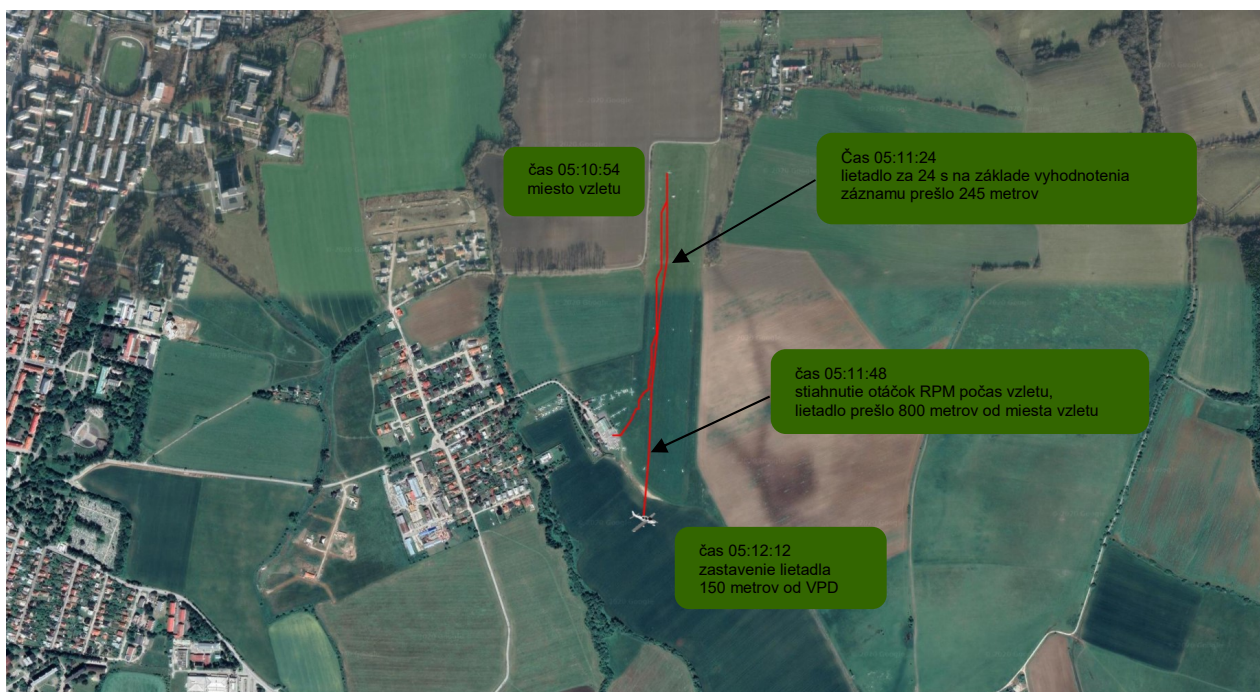 čas 05:10:54
miesto vzletu
Čas 05:11:24
lietadlo za 24 s na základe vyhodnotenia
záznamu prešlo 245 metrov
čas 05:11:48
stiahnutie otáčok RPM počas vzletu,
lietadlo prešlo 800 metrov od miesta vzletu
čas 05:12:12
zastavenie lietadla
150 metrov od VPD